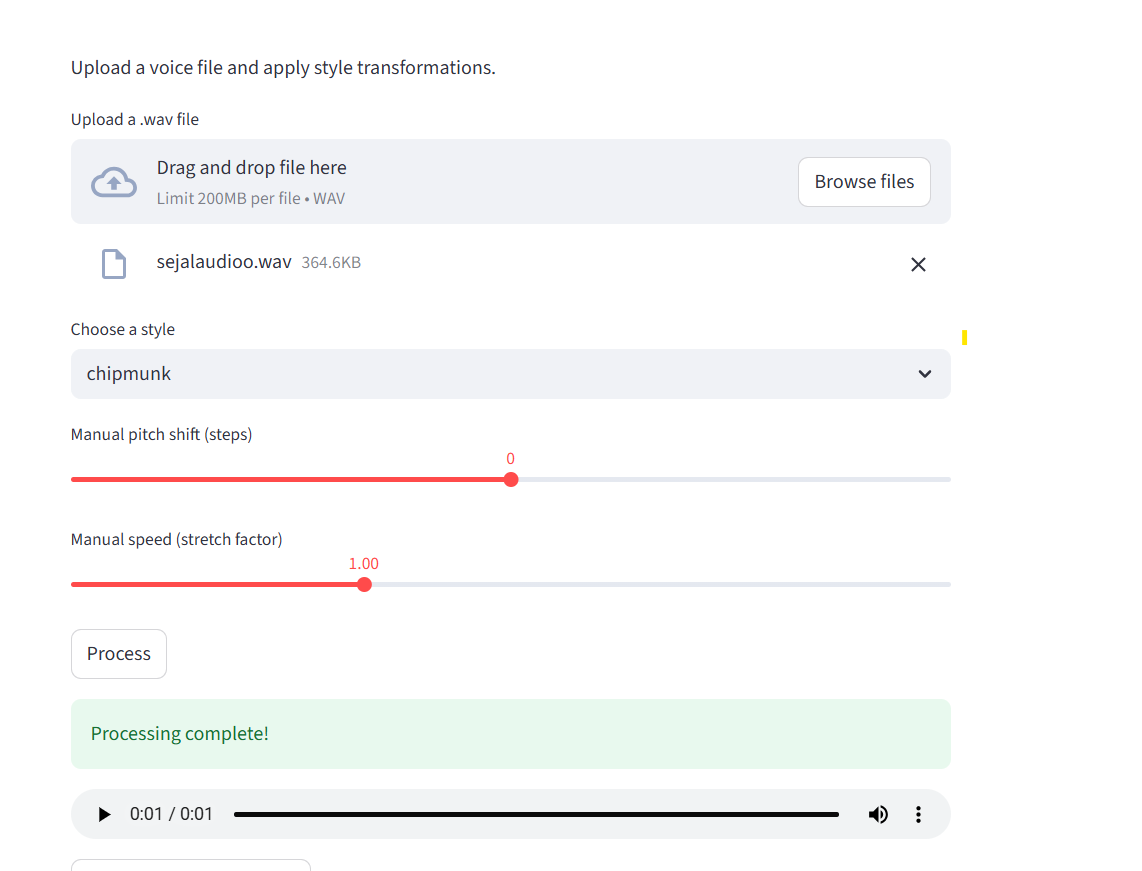 Upload a voice file and apply style transformations.
Upload a .wav file
Drag and drop file here
Limit 200MB per file • WAV
Browse files
sejalaudioo.wav 364.6KB
Choose a style
chipmunk
Manual pitch shift (steps)
0
Manual speed (stretch factor)
1.00
Process
Processing complete!
0:01 / 0:01